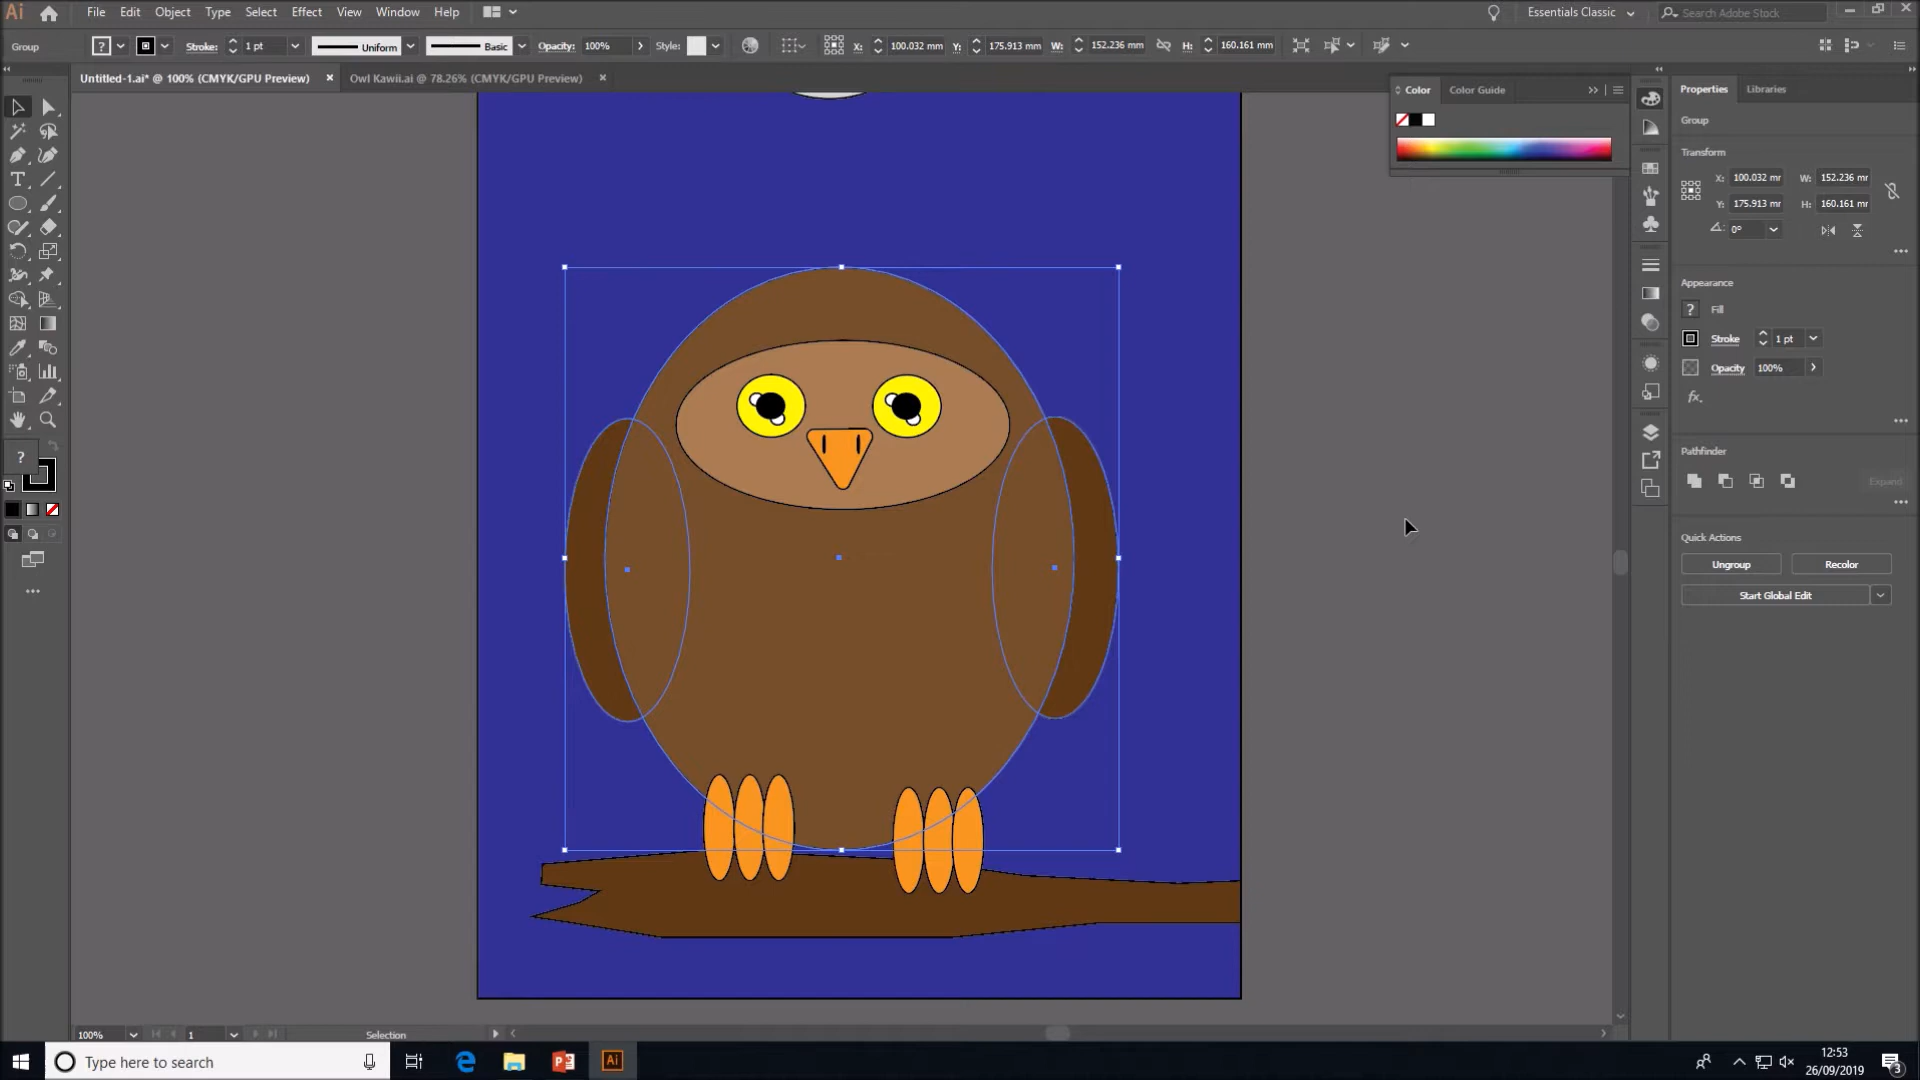 Ai File Edit Object Type Select Effect View Window Help Essentials Classic Search Adobe Stock
Group ? Stroke: 1 pt Uniform Basic Opacity: 100% Style: X: 100.032 mm Y: 175.913 mm W: 152.236 mm H: 160.161 mm
Untitled-1.ai* @ 100% (CMYK/GPU Preview) × Owl Kawii.ai @ 78.26% (CMYK/GPU Preview) ×
Color Color Guide
Properties Libraries
Group
Transform
X: 100.032 mr W: 152.236 mr
Y: 175.913 mr H: 160.161 mr
0°
Appearance
? Fill
Stroke 1 pt
Opacity 100%
fx.
Pathfinder
Expand
Quick Actions
Ungroup Recolor
Start Global Edit
?
100% 1 Selection
Type here to search
Ai
12:53
26/09/2019
3